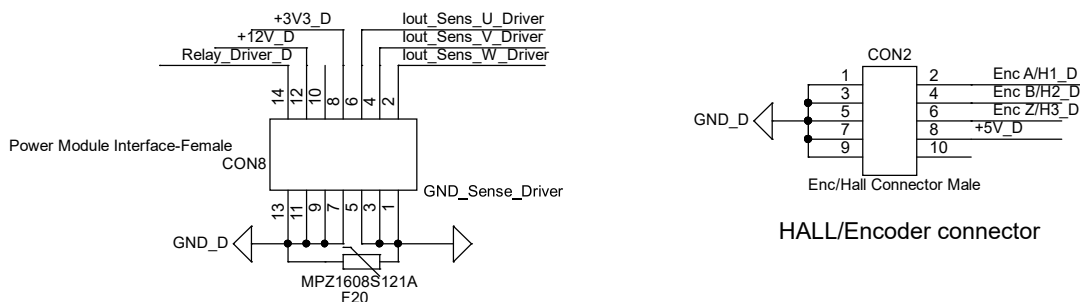 +3V3_D
Iout_Sens_U_Driver
+12V_D
Iout_Sens_V_Driver
Relay_Driver_D
Iout_Sens_W_Driver
14 12 10 8 6 4 2
Power Module Interface-Female
CON8
GND_Sense_Driver
13 11 9 7 5 3 1
GND_D
MPZ1608S121A
F20
CON2
1 2 Enc A/H1_D
3 4 Enc B/H2_D
5 6 Enc Z/H3_D
GND_D
7 8 +5V_D
9 10
Enc/Hall Connector Male
HALL/Encoder connector